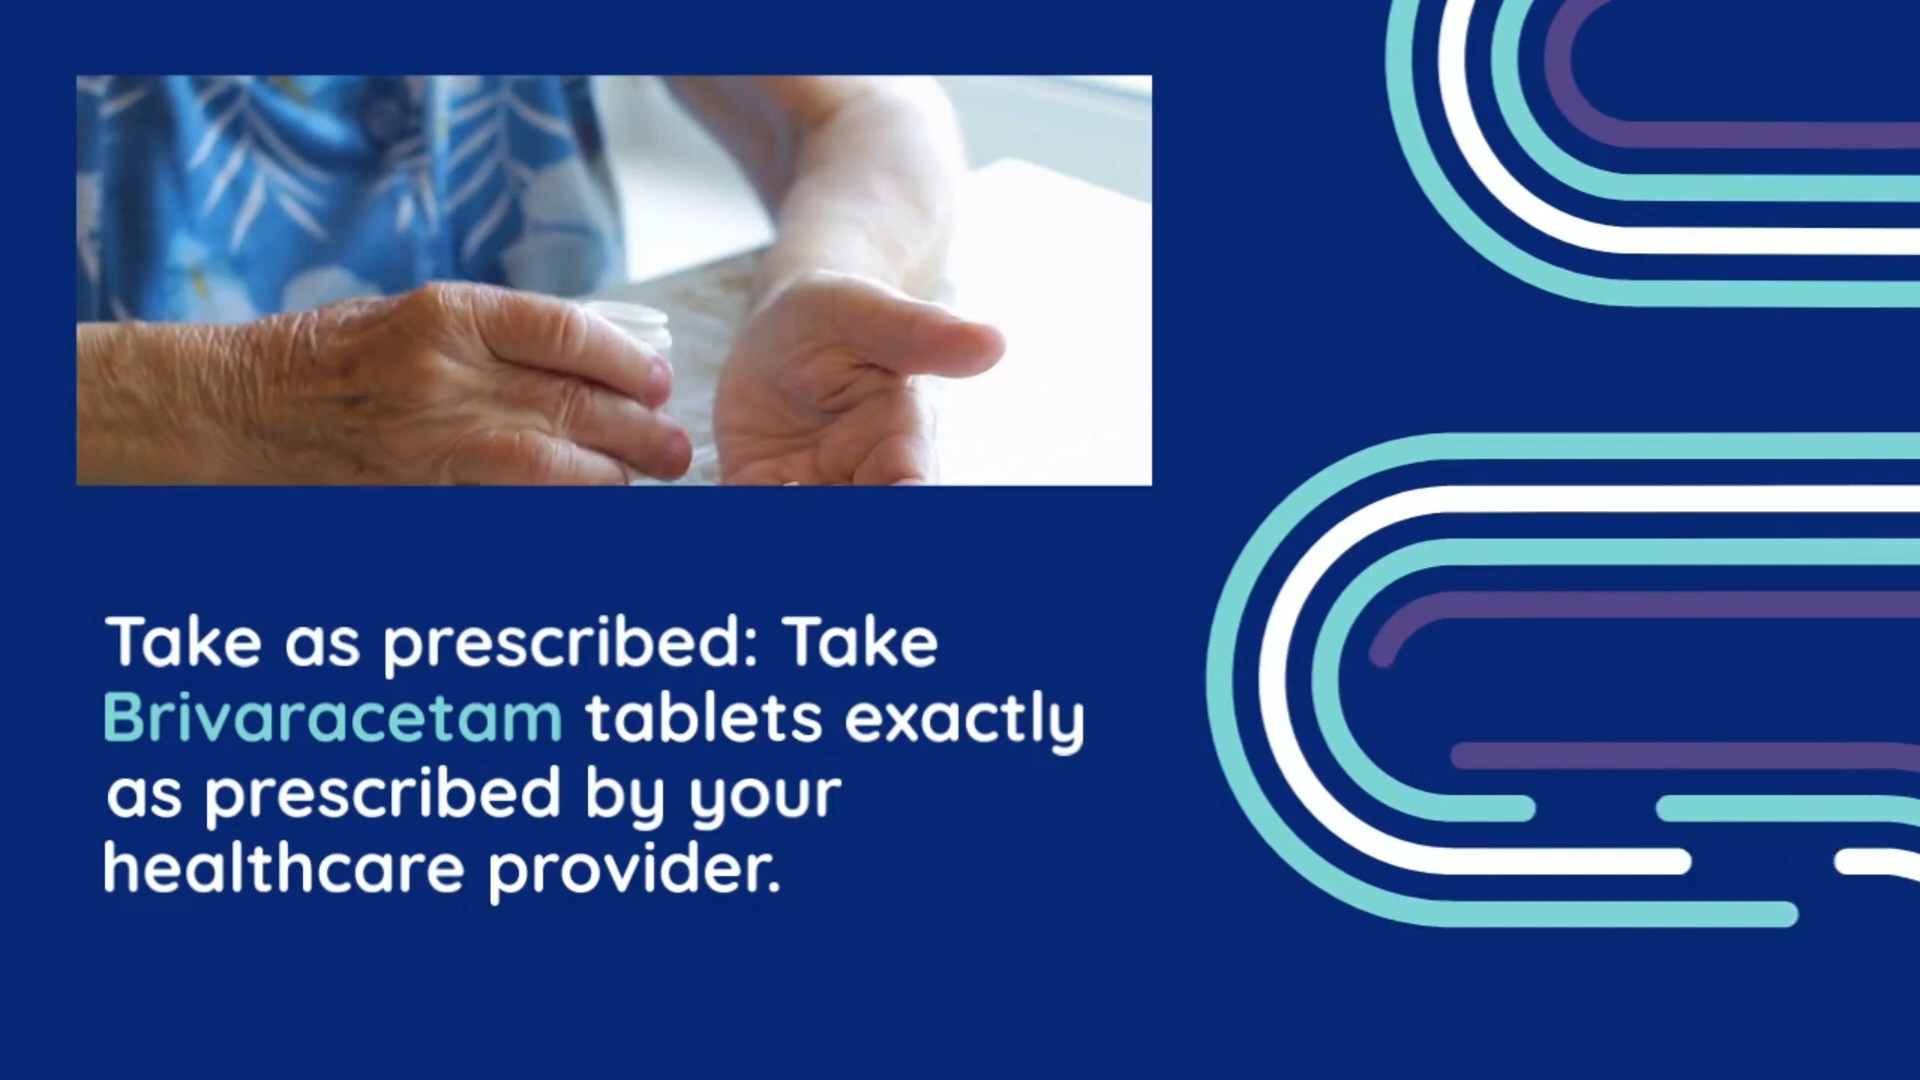 Take as prescribed: Take
Brivaracetam tablets exactly
as prescribed by your
healthcare provider.